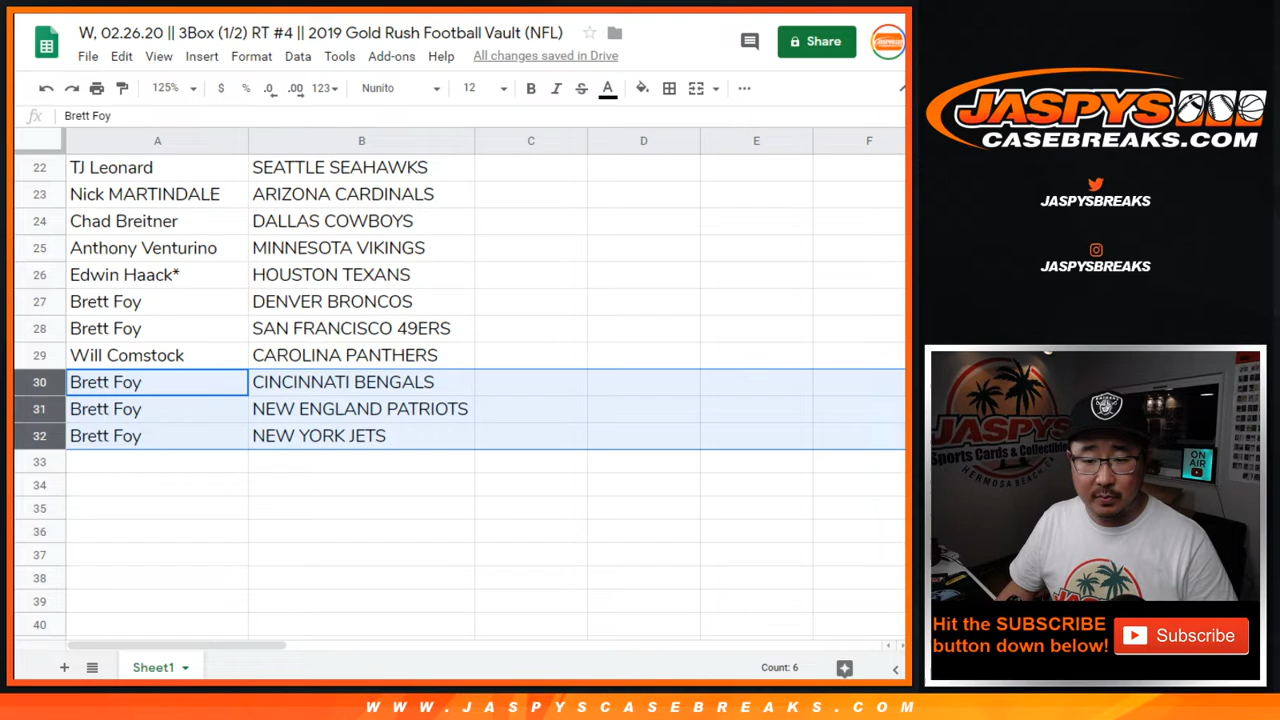 W, 02.26.20 || 3Box (1/2) RT #4 || 2019 Gold Rush Football Vault (NFL)
File Edit View Insert Format Data Tools Add-ons Help All changes saved in Drive
Share
125% $ % .0 .00 123 Nunito 12 B I S A
fx Brett Foy
A B C D E F
22 TJ Leonard SEATTLE SEAHAWKS
23 Nick MARTINDALE ARIZONA CARDINALS
24 Chad Breitner DALLAS COWBOYS
25 Anthony Venturino MINNESOTA VIKINGS
26 Edwin Haack* HOUSTON TEXANS
27 Brett Foy DENVER BRONCOS
28 Brett Foy SAN FRANCISCO 49ERS
29 Will Comstock CAROLINA PANTHERS
30 Brett Foy CINCINNATI BENGALS
31 Brett Foy NEW ENGLAND PATRIOTS
32 Brett Foy NEW YORK JETS
33
34
35
36
37
38
39
40
Sheet1
Count: 6
JASPYS
CASEBREAKS.COM
JASPYSBREAKS
JASPYSBREAKS
JASPYS
Sports Cards & Collectibles
HERMOSA BEACH CA
RAIDERS
ON AIR
JASPYS
Hit the SUBSCRIBE
button down below!
Subscribe
WWW.JASPYSCASEBREAKS.COM